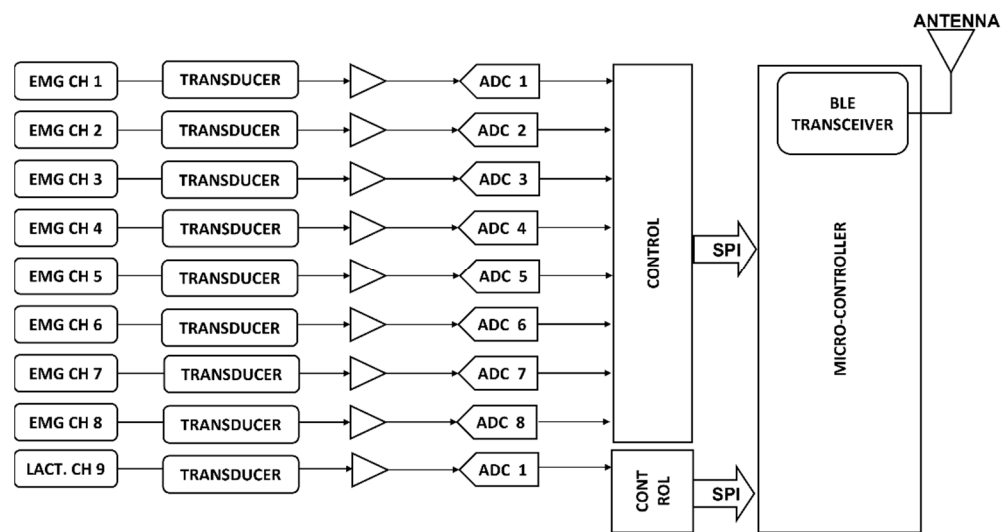 ANTENNA
EMG CH 1 TRANSDUCER ADC 1
BLE
TRANSCEIVER
EMG CH 2 TRANSDUCER ADC 2
EMG CH 3 TRANSDUCER ADC 3
EMG CH 4 TRANSDUCER ADC 4
CONTROL
SPI
MICRO-CONTROLLER
EMG CH 5 TRANSDUCER ADC 5
EMG CH 6 TRANSDUCER ADC 6
EMG CH 7 TRANSDUCER ADC 7
EMG CH 8 TRANSDUCER ADC 8
LACT. CH 9 TRANSDUCER ADC 1
CONT
ROL
SPI